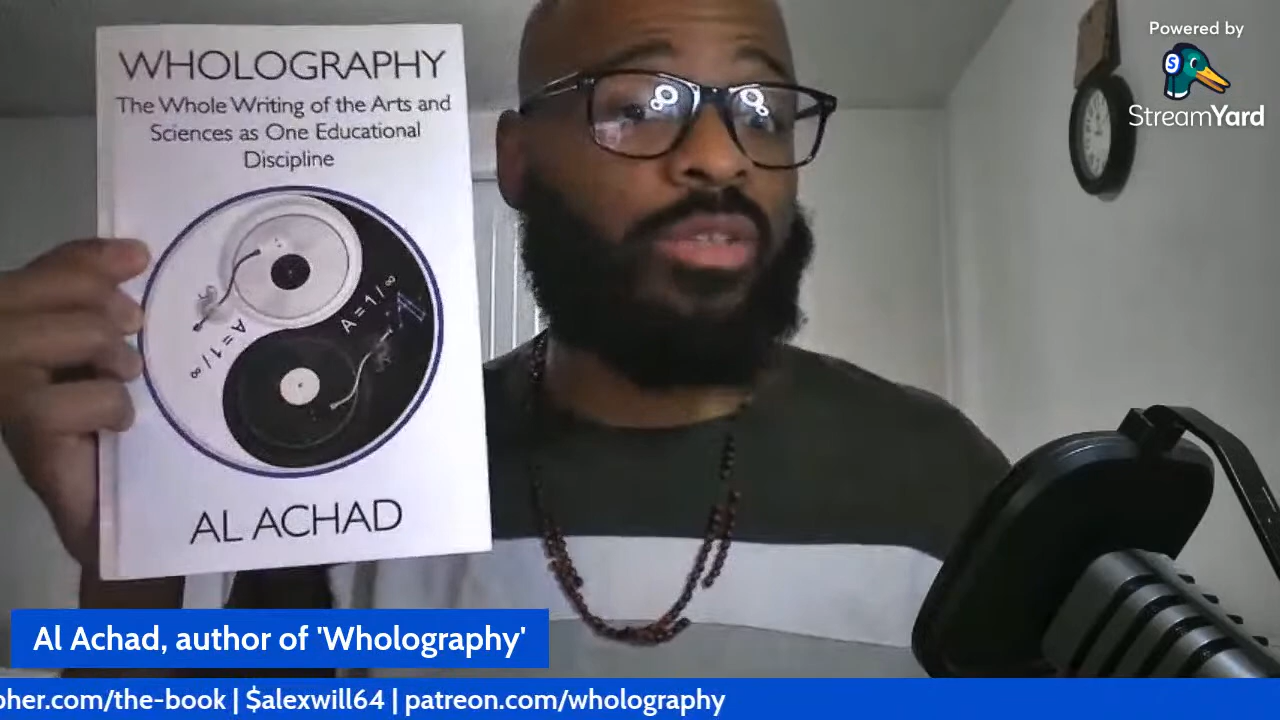 WHOLOGRAPHY
The Whole Writing of the Arts and
Sciences as One Educational
Discipline
A = 1 / ∞
A = 1 / ∞
AL ACHAD
Powered by
S
StreamYard
Al Achad, author of 'Wholography'
pher.com/the-book | $alexwill64 | patreon.com/wholography